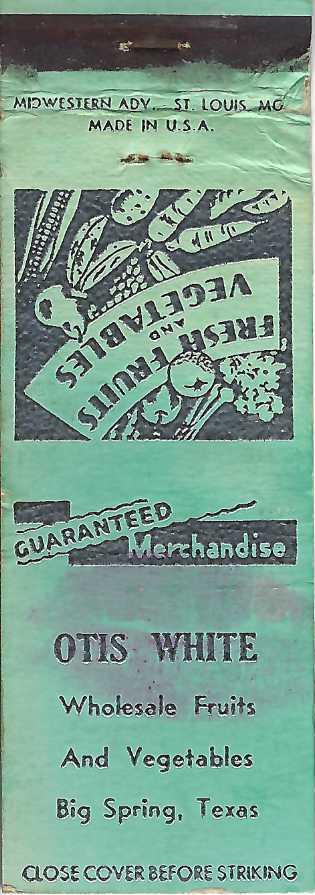 MIDWESTERN ADV., ST. LOUIS, MO.
MADE IN U.S.A.
FRESH FRUITS
AND
VEGETABLES
GUARANTEED
Merchandise
OTIS WHITE
Wholesale Fruits
And Vegetables
Big Spring, Texas
CLOSE COVER BEFORE STRIKING